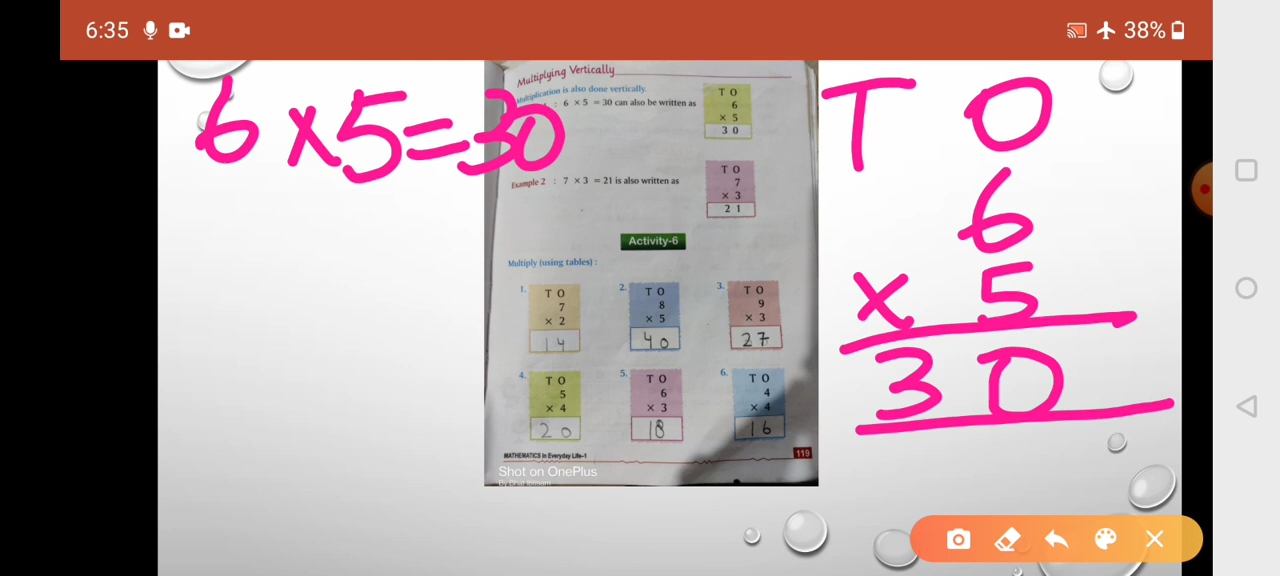 6:35
38%
6 × 5 = 30
Multiplying Vertically
Multiplication is also done vertically.
: 6 × 5 = 30 can also be written as
T O
6
× 5
3 0
Example 2 : 7 × 3 = 21 is also written as
T O
7
× 3
2 1
Activity-6
Multiply (using tables) :
1.
T O
7
× 2
14
2.
T O
8
× 5
40
3.
T O
9
× 3
27
4.
T O
5
× 4
20
5.
T O
6
× 3
18
6.
T O
4
× 4
16
MATHEMATICS in Everyday Life-1
119
Shot on OnePlus
T O
6
× 5
3 0